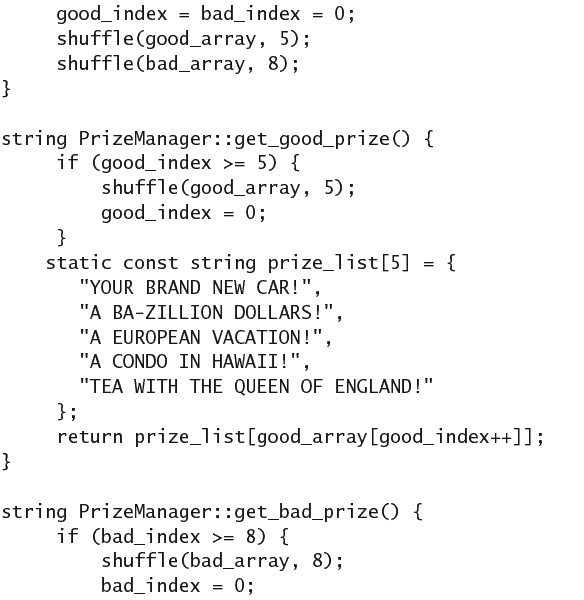 good_index = bad_index = 0;
shuffle(good_array, 5);
shuffle(bad_array, 8);
}
string PrizeManager::get_good_prize() {
if (good_index >= 5) {
shuffle(good_array, 5);
good_index = 0;
}
static const string prize_list[5] = {
"YOUR BRAND NEW CAR!",
"A BA-ZILLION DOLLARS!",
"A EUROPEAN VACATION!",
"A CONDO IN HAWAII!",
"TEA WITH THE QUEEN OF ENGLAND!"
};
return prize_list[good_array[good_index++]];
}
string PrizeManager::get_bad_prize() {
if (bad_index >= 8) {
shuffle(bad_array, 8);
bad_index = 0;